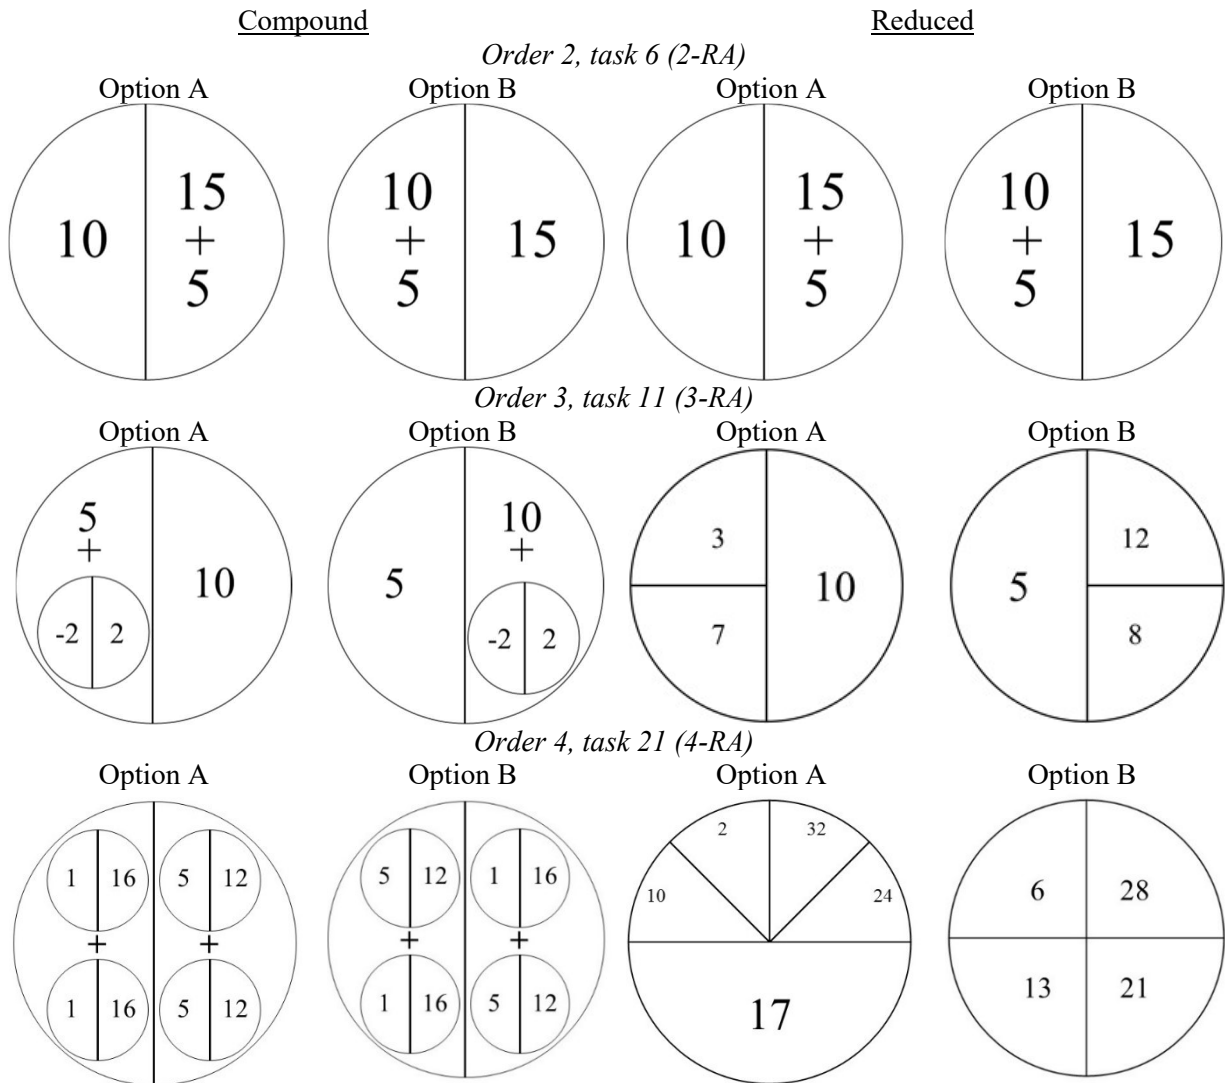 Compound Reduced
Order 2, task 6 (2-RA)
Option A Option B Option A Option B
10 15 + 5 10 + 5 15 10 15 + 5 10 + 5 15
Order 3, task 11 (3-RA)
Option A Option B Option A Option B
5 + -2 2 10 5 10 + -2 2 3 7 10 5 12 8
Order 4, task 21 (4-RA)
Option A Option B Option A Option B
1 16 5 12 5 12 1 16 10 2 32 24 6 28
+ + + +
1 16 5 12 1 16 5 12 17 13 21